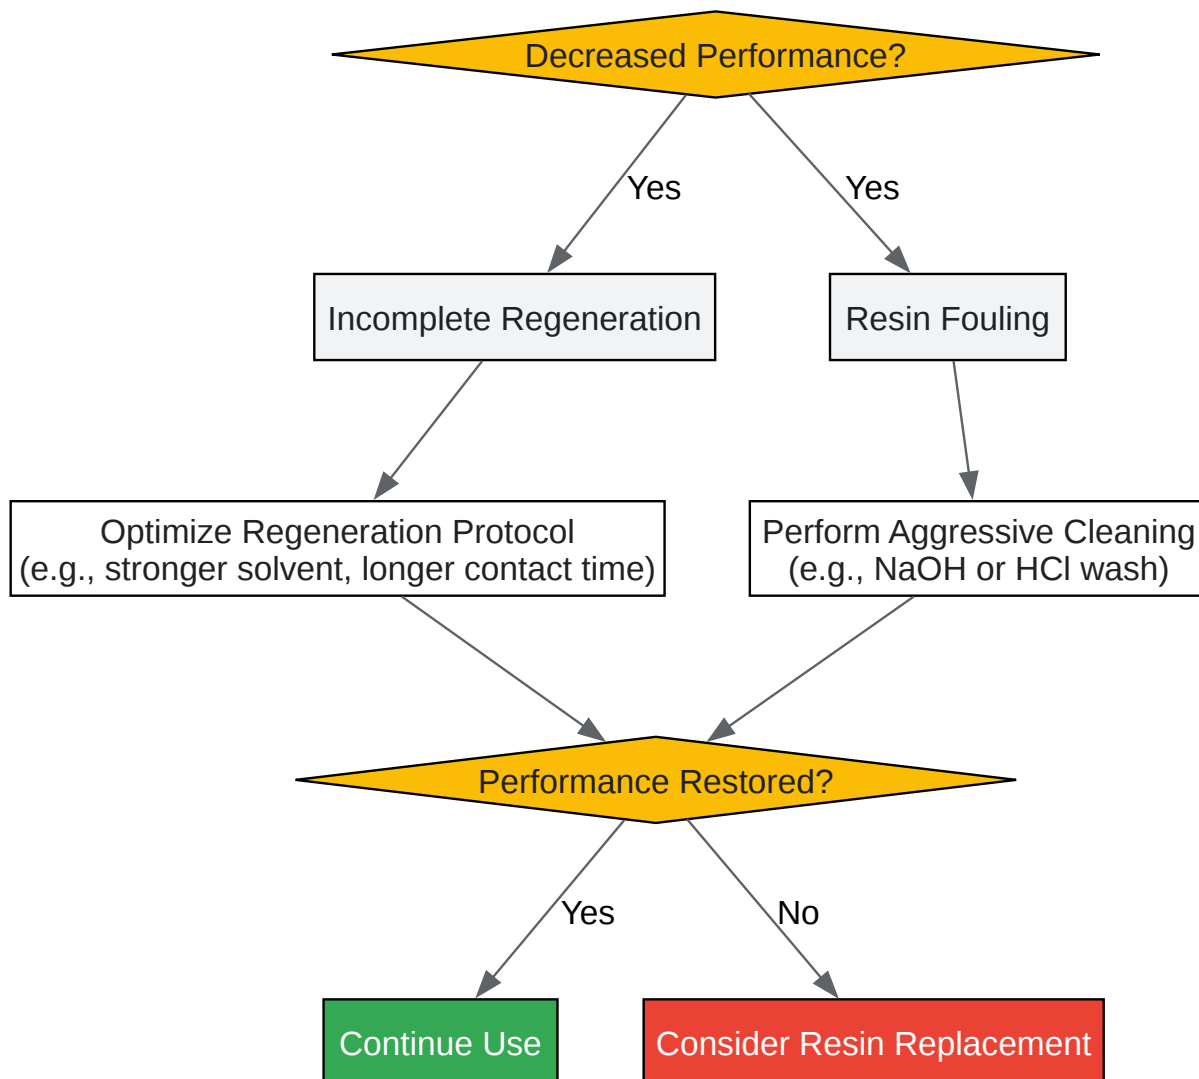 Decreased Performance?
Yes
Yes
Incomplete Regeneration
Resin Fouling
Optimize Regeneration Protocol
(e.g., stronger solvent, longer contact time)
Perform Aggressive Cleaning
(e.g., NaOH or HCl wash)
Performance Restored?
Yes
No
Continue Use
Consider Resin Replacement